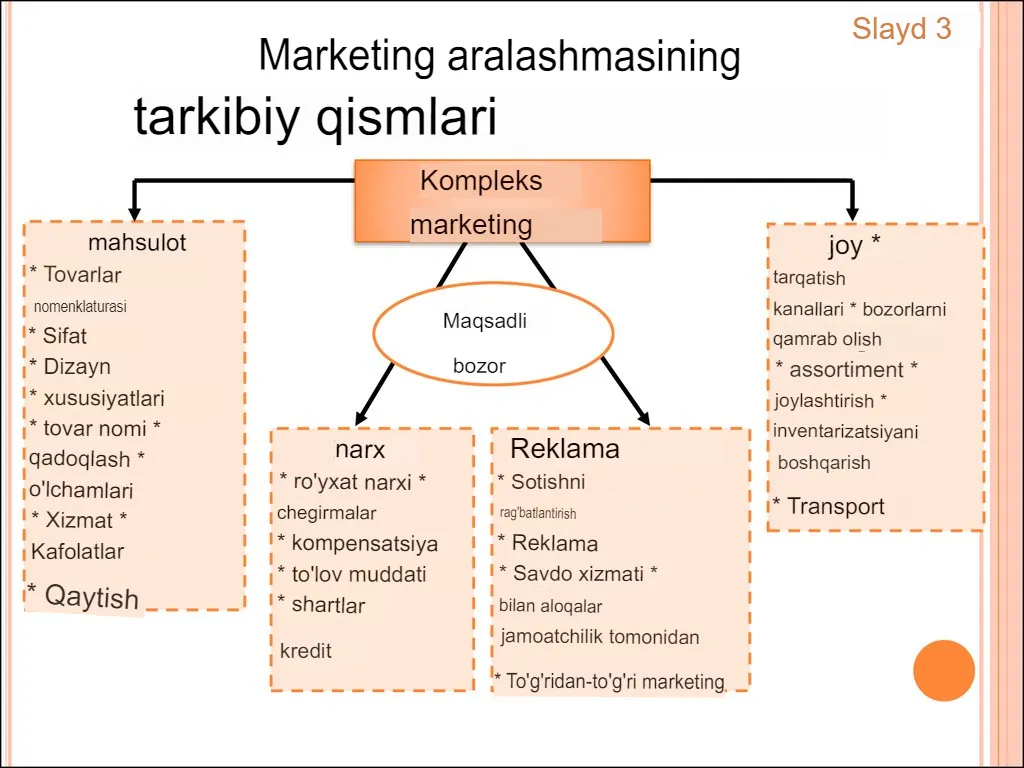 Slayd 3
Marketing aralashmasining
tarkibiy qismlari
Kompleks
marketing
Maqsadli
bozor
mahsulot
* Tovarlar
nomenklaturasi
* Sifat
* Dizayn
* xususiyatlari
* tovar nomi *
qadoqlash *
o'lchamlari
* Xizmat *
Kafolatlar
* Qaytish
narx
* ro'yxat narxi *
chegirmalar
* kompensatsiya
* to'lov muddati
* shartlar
kredit
Reklama
* Sotishni
rag'batlantirish
* Reklama
* Savdo xizmati *
bilan aloqalar
jamoatchilik tomonidan
* To'g'ridan-to'g'ri marketing
joy *
tarqatish
kanallari * bozorlarni
qamrab olish
* assortiment *
joylashtirish *
inventarizatsiyani
boshqarish
* Transport